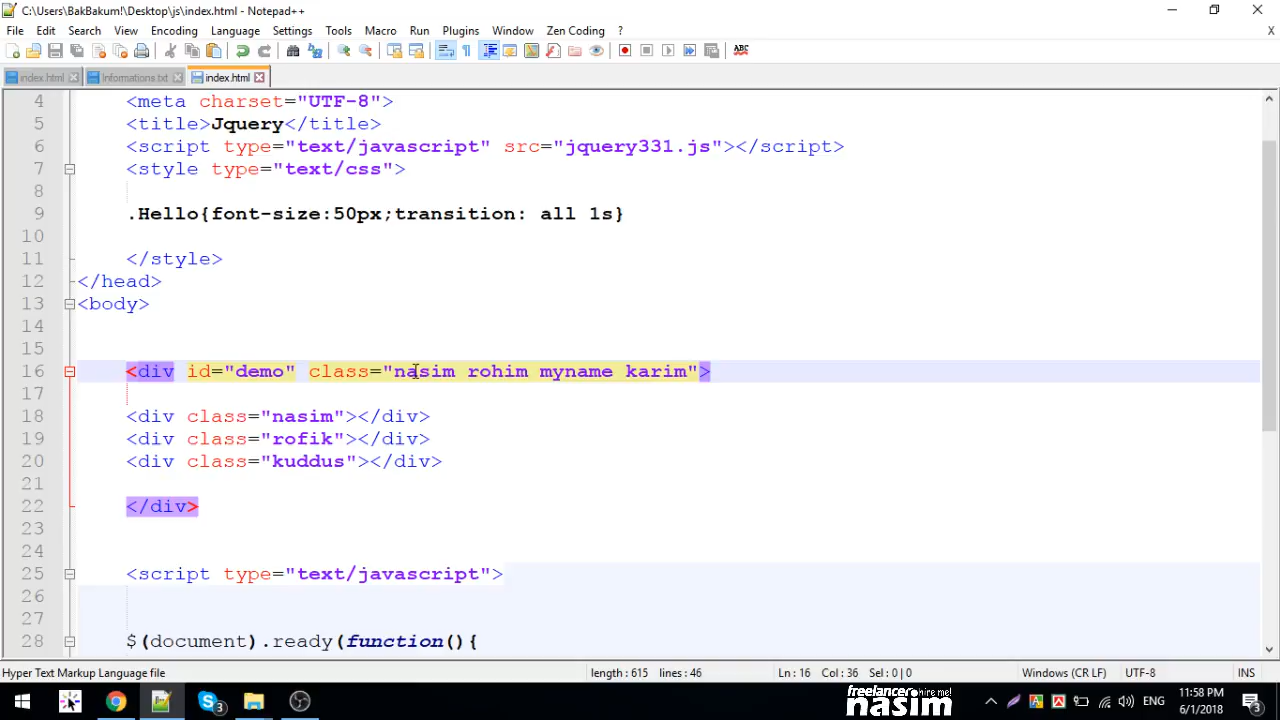 C:\Users\BakBakum!\Desktop\js\index.html - Notepad++
File Edit Search View Encoding Language Settings Tools Macro Run Plugins Window Zen Coding ? X
ABC
index.html Informations.txt index.html
4 <meta charset="UTF-8">
5 <title>Jquery</title>
6 <script type="text/javascript" src="jquery331.js"></script>
7 <style type="text/css">
8
9 .Hello{font-size:50px;transition: all 1s}
10
11 </style>
12 </head>
13 <body>
14
15
16 <div id="demo" class="nasim rohim myname karim">
17
18 <div class="nasim"></div>
19 <div class="rofik"></div>
20 <div class="kuddus"></div>
21
22 </div>
23
24
25 <script type="text/javascript">
26
27
28 $(document).ready(function(){
Hyper Text Markup Language file length : 615 lines : 46 Ln : 16 Col : 36 Sel : 0 | 0 Windows (CR LF) UTF-8 INS
3 freelancer hire me! nasim ENG 11:58 PM 6/1/2018 3